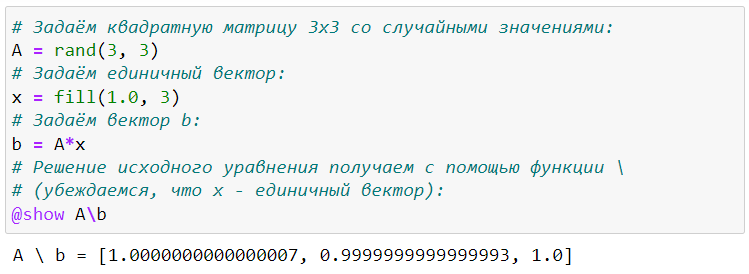 # Задаём квадратную матрицу 3x3 со случайными значениями:
A = rand(3, 3)
# Задаём единичный вектор:
x = fill(1.0, 3)
# Задаём вектор b:
b = A*x
# Решение исходного уравнения получаем с помощью функции \
# (убеждаемся, что x - единичный вектор):
@show A\b
A \ b = [1.0000000000000007, 0.9999999999999993, 1.0]